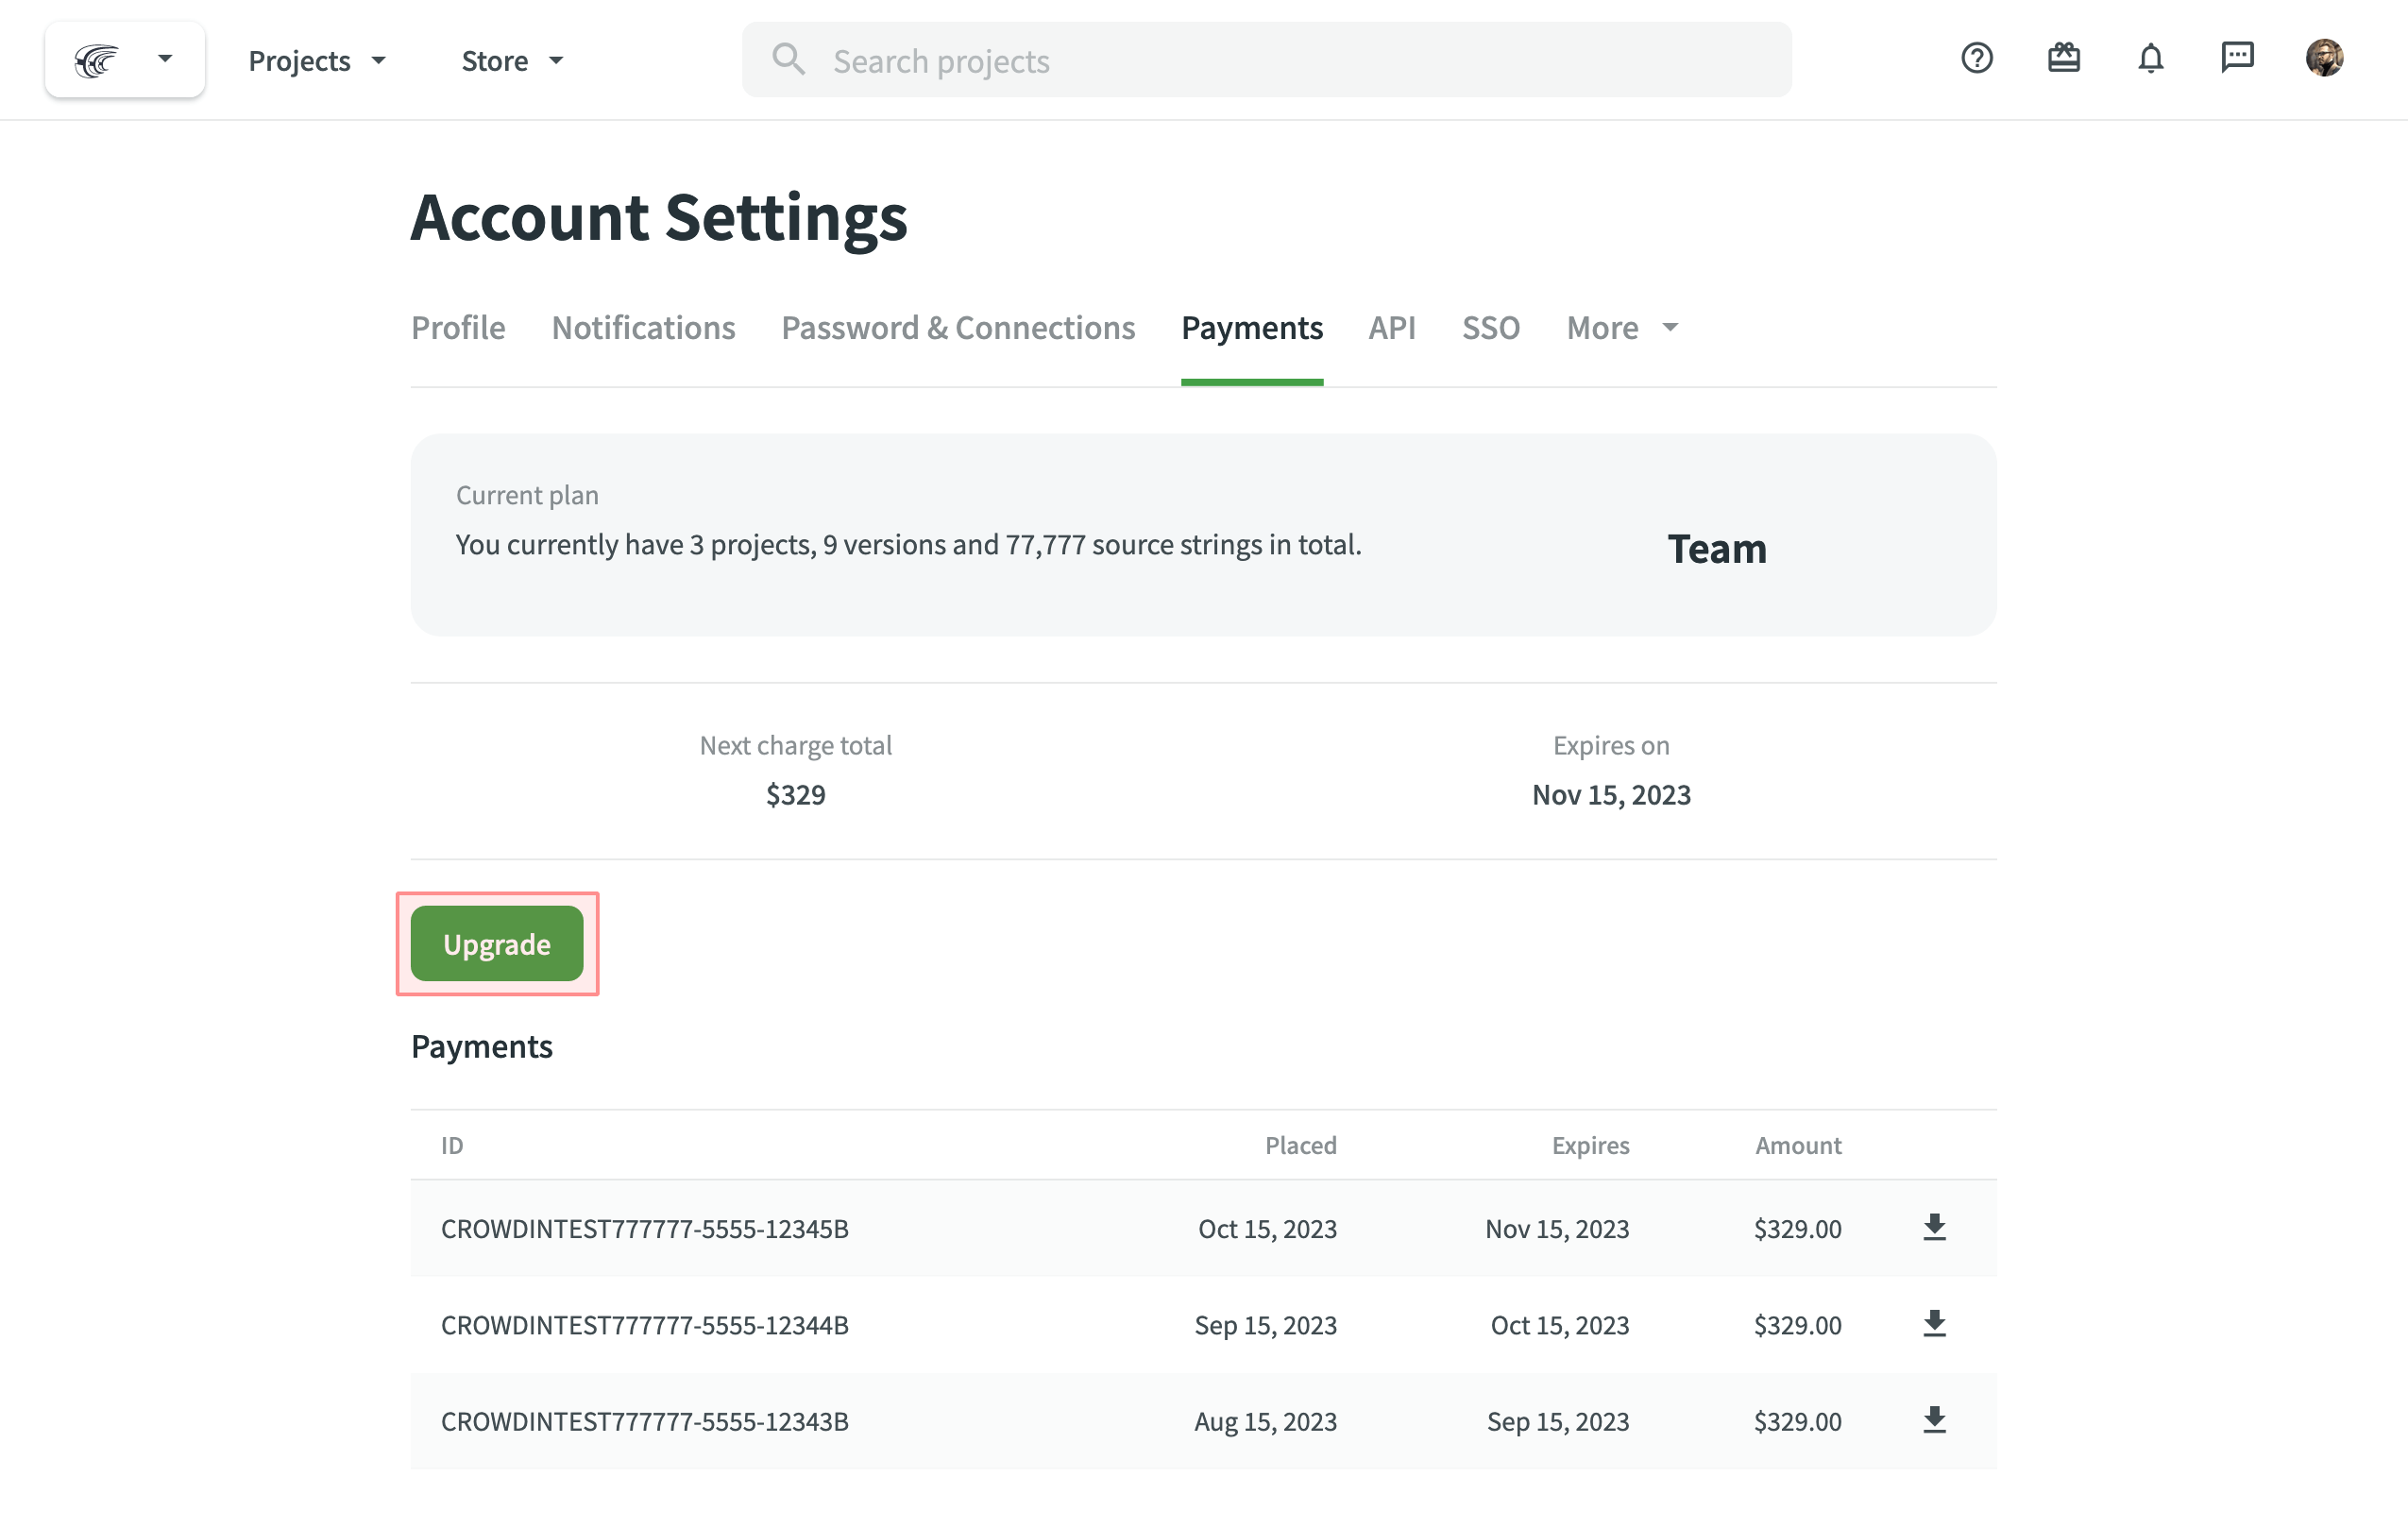 Projects Store Search projects
Account Settings
Profile Notifications Password & Connections Payments API SSO More
Current plan
You currently have 3 projects, 9 versions and 77,777 source strings in total.
Team
Next charge total Expires on
$329 Nov 15, 2023
Upgrade
Payments
ID Placed Expires Amount
CROWDINTEST777777-5555-12345B Oct 15, 2023 Nov 15, 2023 $329.00
CROWDINTEST777777-5555-12344B Sep 15, 2023 Oct 15, 2023 $329.00
CROWDINTEST777777-5555-12343B Aug 15, 2023 Sep 15, 2023 $329.00